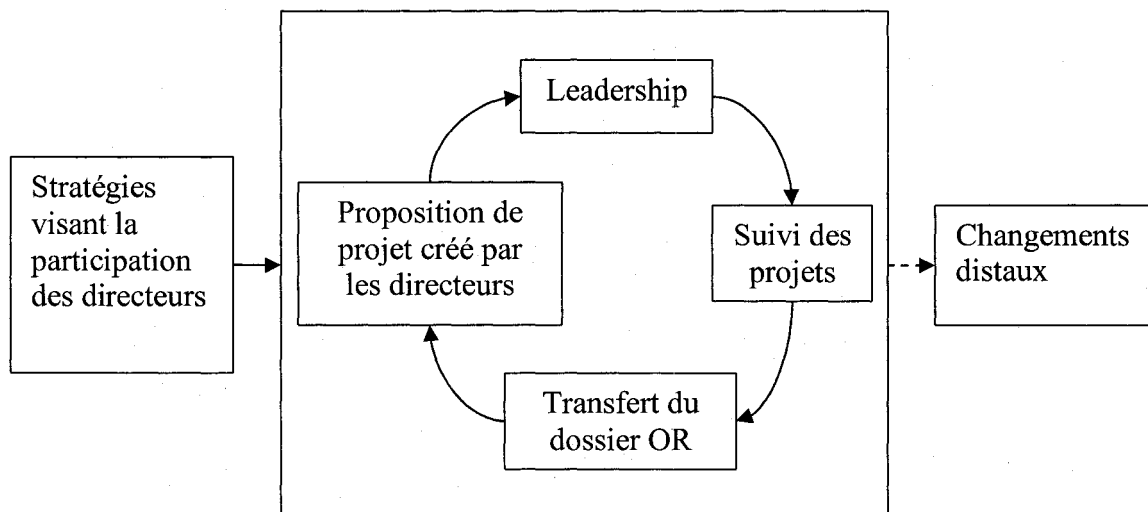 Stratégies
visant la
participation
des directeurs
Leadership
Proposition de
projet créé par
les directeurs
Suivi des
projets
Transfert du
dossier OR
Changements
distaux